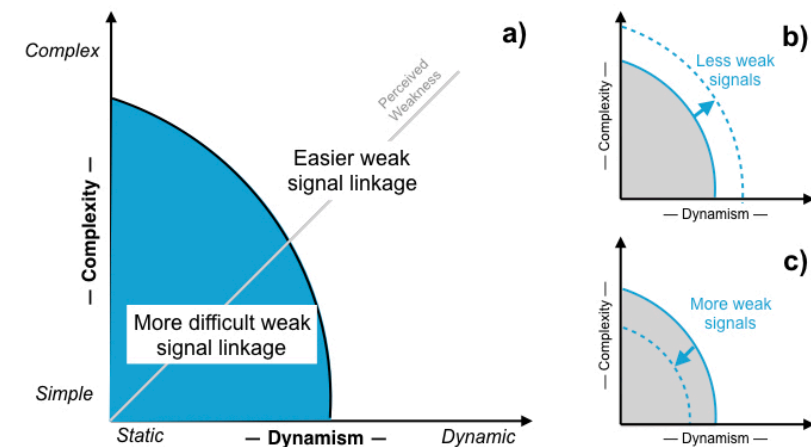 a)
Complex
— Complexity —
Simple
Perceived
Weakness
Easier weak
signal linkage
More difficult weak
signal linkage
Static
— Dynamism —
Dynamic
b)
Less weak
signals
— Complexity —
— Dynamism —
c)
More weak
signals
— Complexity —
— Dynamism —